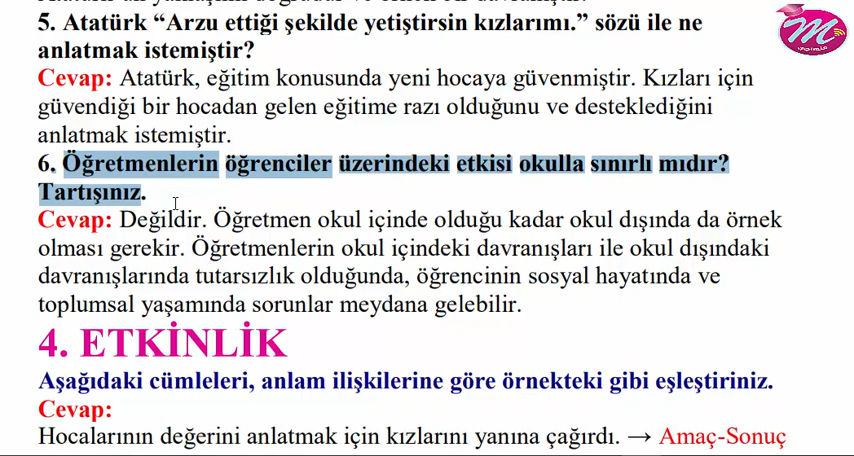 5. Atatürk “Arzu ettiği şekilde yetiştirsin kızlarımı.” sözü ile ne
anlatmak istemiştir?
Cevap: Atatürk, eğitim konusunda yeni hocaya güvenmiştir. Kızları için
güvendiği bir hocadan gelen eğitime razı olduğunu ve desteklediğini
anlatmak istemiştir.
6. Öğretmenlerin öğrenciler üzerindeki etkisi okulla sınırlı mıdır?
Tartışınız.
Cevap: Değildir. Öğretmen okul içinde olduğu kadar okul dışında da örnek
olması gerekir. Öğretmenlerin okul içindeki davranışları ile okul dışındaki
davranışlarında tutarsızlık olduğunda, öğrencinin sosyal hayatında ve
toplumsal yaşamında sorunlar meydana gelebilir.
4. ETKİNLİK
Aşağıdaki cümleleri, anlam ilişkilerine göre örnekteki gibi eşleştiriniz.
Cevap:
Hocalarının değerini anlatmak için kızlarını yanına çağırdı. → Amaç-Sonuç